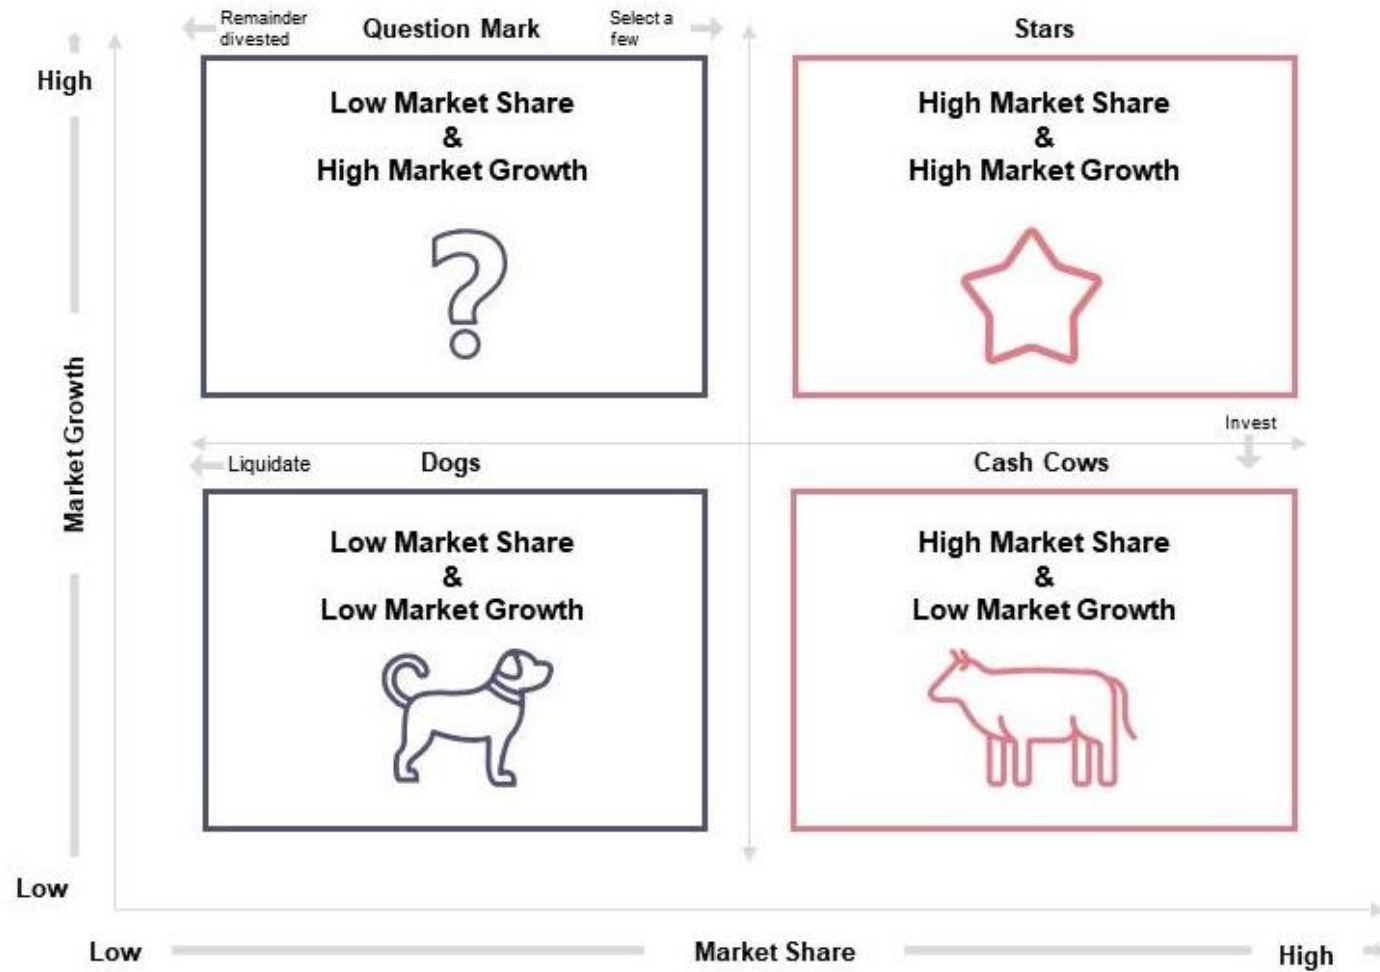 Remainder
divested
Question Mark
Select a
few
Stars
High
Low Market Share
&
High Market Growth
High Market Share
&
High Market Growth
?
Market Growth
Invest
Liquidate
Dogs
Cash Cows
Low Market Share
&
Low Market Growth
High Market Share
&
Low Market Growth
Low
Low
Market Share
High